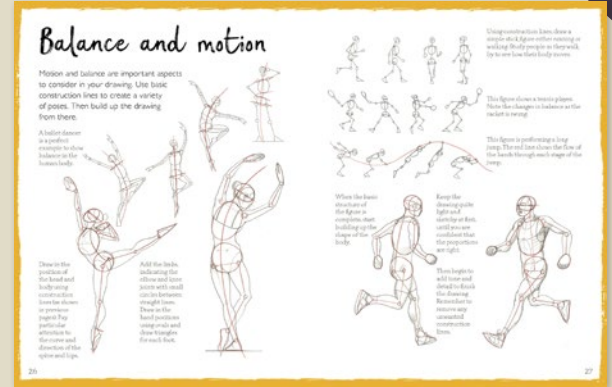 Balance and motion
Motion and balance are important aspects
to consider in your drawing. Use basic
construction lines to create a variety
of poses. Then build up the drawing
from there.
A ballet dancer
is a perfect
example to show
balance in the
human body.
Draw in the
position of
the head and
body using
construction
lines (as shown
in previous
pages). Pay
particular
attention to
the curve and
direction of the
spine and hips.
Add the limbs,
indicating the
elbow and knee
joints with small
circles between
straight lines.
Draw in the
hand positions
using ovals and
draw triangles
for each foot.
26
Using construction lines, draw a
simple stick figure either running or
walking. Study people as they walk
by to see how their body moves.
This figure shows a tennis player.
Note the changes in balance as the
racket is swung.
This figure is performing a long
jump. The red line shows the flow of
the hands through each stage of the
jump.
When the basic
structure of
the figure is
complete, start
building up the
shape of the
body.
Keep the
drawing quite
light and
sketchy at first,
until you are
confident that
the proportions
are right.
Then begin to
add tone and
detail to finish
the drawing.
Remember to
remove any
unwanted
construction
lines.
27